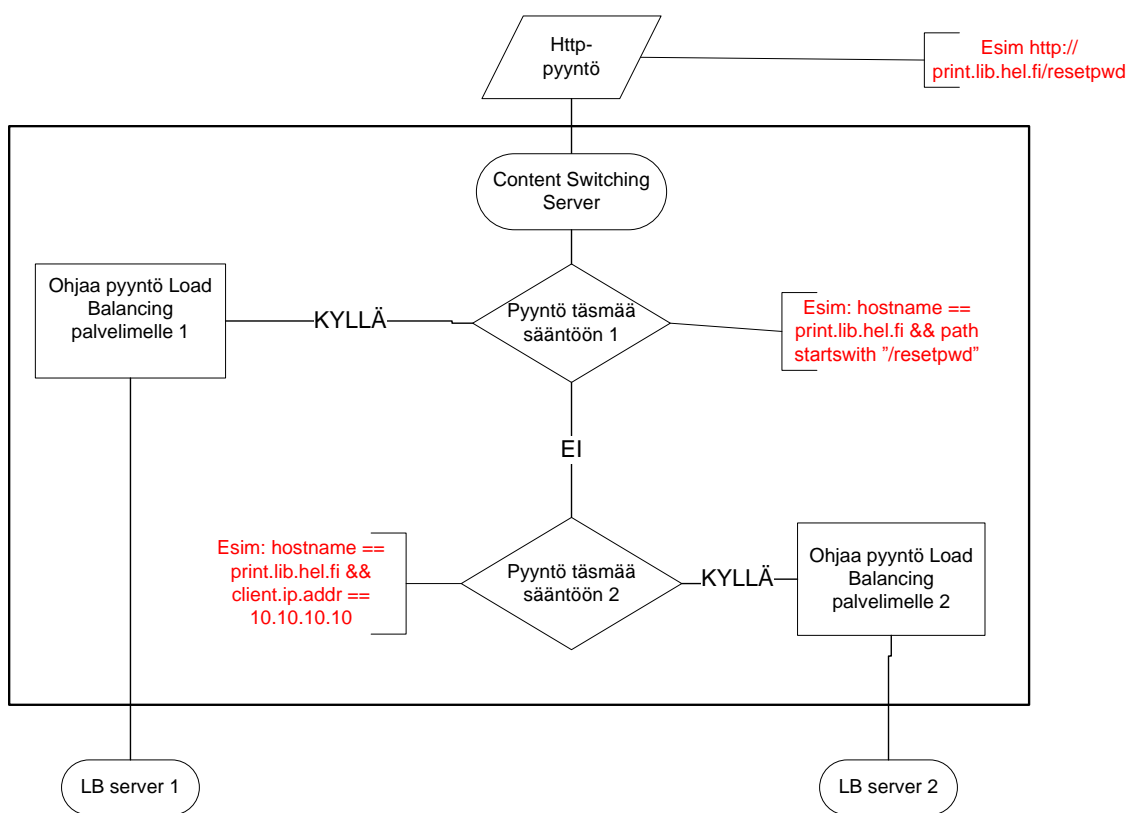 Http-
pyyntö
Esim http://
print.lib.hel.fi/resetpwd
Content Switching
Server
Ohjaa pyyntö Load
Balancing
palvelimelle 1
KYLLÄ
Pyyntö täsmää
sääntöön 1
Esim: hostname ==
print.lib.hel.fi && path
startswith ”/resetpwd”
EI
Esim: hostname ==
print.lib.hel.fi &&
client.ip.addr ==
10.10.10.10
Pyyntö täsmää
sääntöön 2
KYLLÄ
Ohjaa pyyntö Load
Balancing
palvelimelle 2
LB server 1
LB server 2